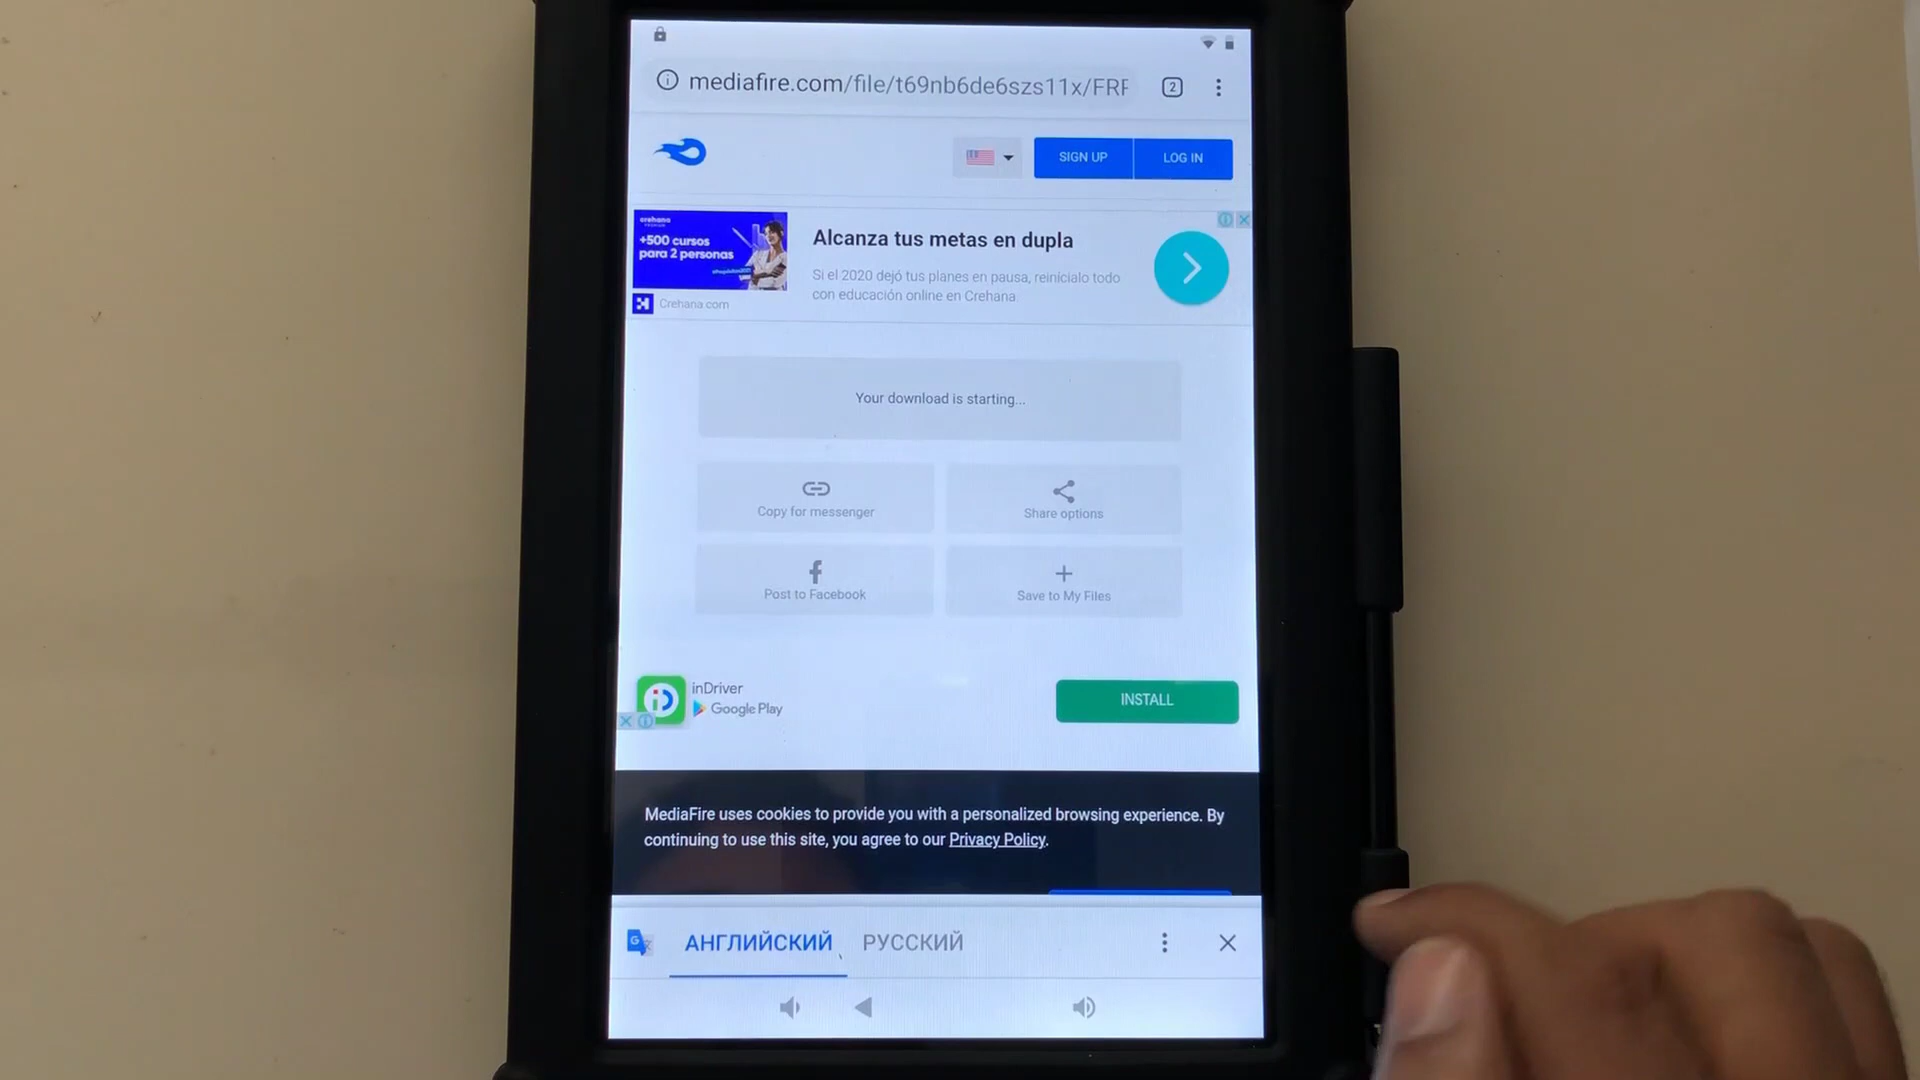 mediafire.com/file/t69nb6de6szs11x/FRF
2
SIGN UP
LOG IN
crehana
+500 cursos
para 2 personas
Alcanza tus metas en dupla
Si el 2020 dejó tus planes en pausa, reinícialo todo
con educación online en Crehana.
Crehana.com
Your download is starting...
Copy for messenger
Share options
Post to Facebook
Save to My Files
inDriver
Google Play
INSTALL
MediaFire uses cookies to provide you with a personalized browsing experience. By
continuing to use this site, you agree to our Privacy Policy.
АНГЛИЙСКИЙ
РУССКИЙ